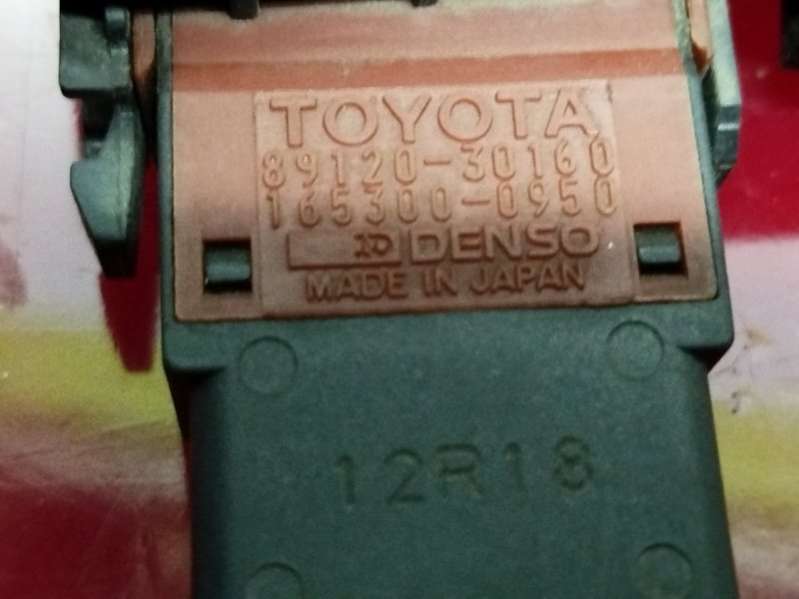 TOYOTA
89120-30160
165300-0950
DENSO
MADE IN JAPAN
12R18